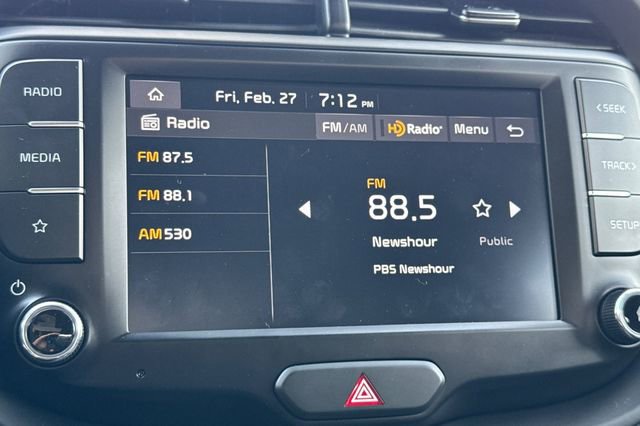 RADIO
MEDIA
Fri, Feb. 27 7:12 PM
Radio FM/AM HD Radio® Menu
FM 87.5
FM 88.1
AM 530
FM
88.5
Newshour Public
PBS Newshour
<SEEK
TRACK>
SETUP